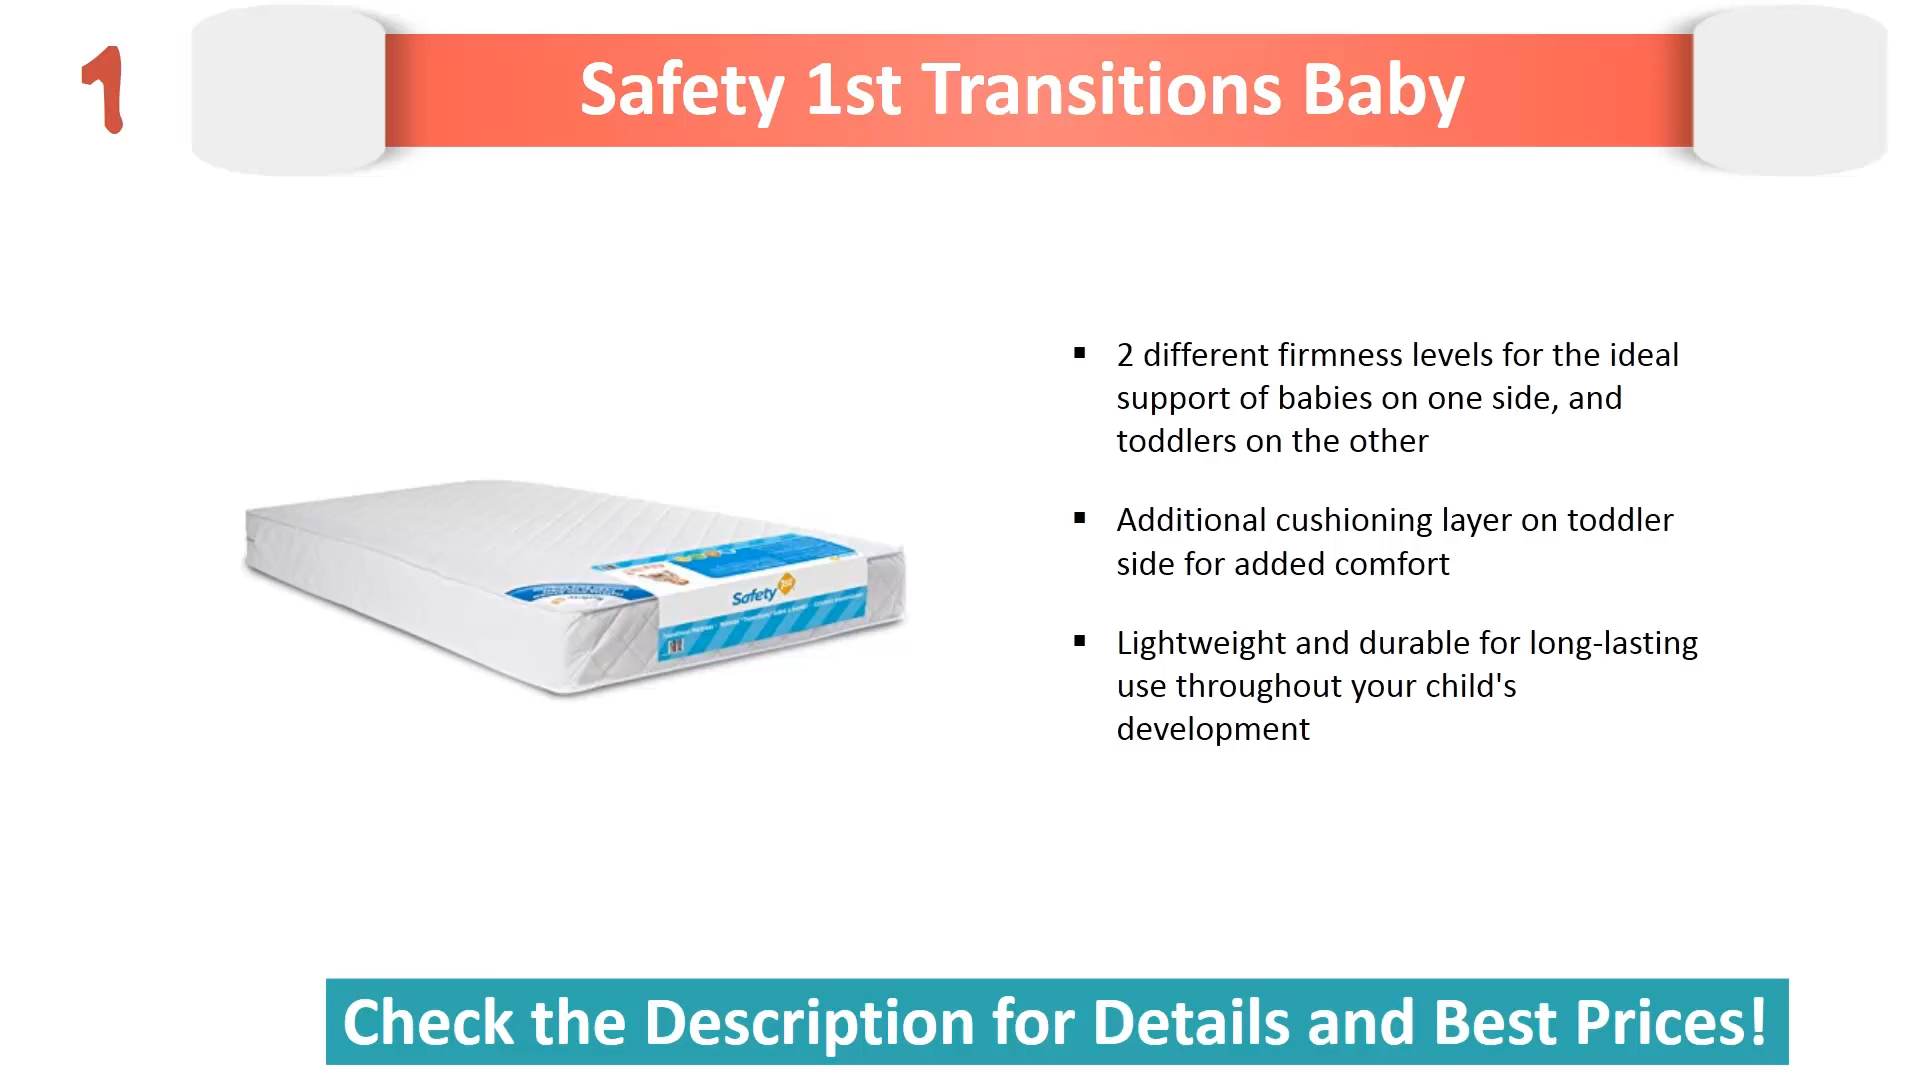 1
Safety 1st Transitions Baby
▪ 2 different firmness levels for the ideal
support of babies on one side, and
toddlers on the other
▪ Additional cushioning layer on toddler
side for added comfort
▪ Lightweight and durable for long-lasting
use throughout your child's
development
Safety 1st
Check the Description for Details and Best Prices!